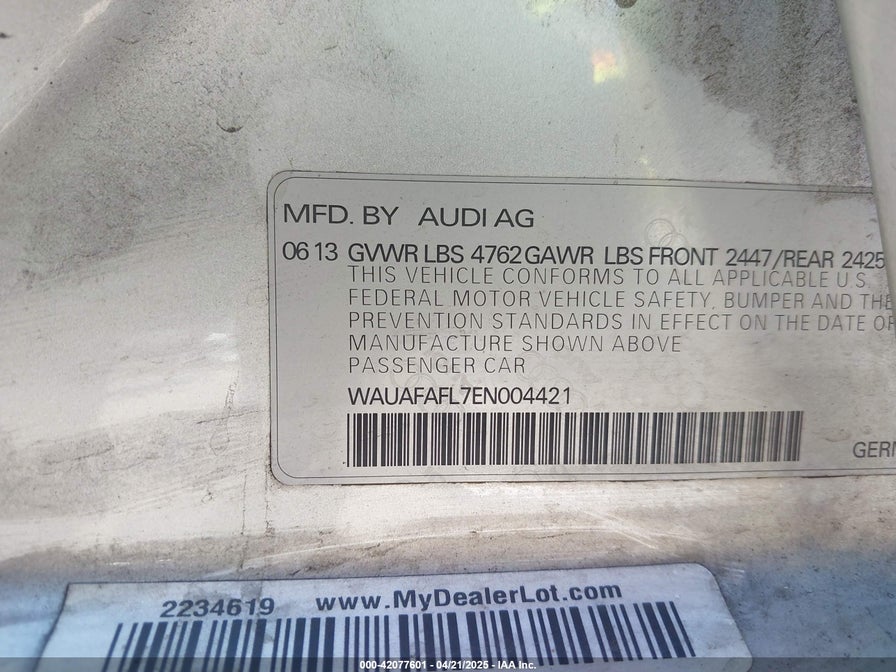 MFD. BY AUDI AG
06 13 GVWR LBS 4762 GAWR LBS FRONT 2447/REAR 2425
THIS VEHICLE CONFORMS TO ALL APPLICABLE U.S.
FEDERAL MOTOR VEHICLE SAFETY, BUMPER AND THE
PREVENTION STANDARDS IN EFFECT ON THE DATE OF
MANUFACTURE SHOWN ABOVE
PASSENGER CAR
WAUAFAFL7EN004421
GER
2234619 www.MyDealerLot.com
000-42077601 - 04/21/2025 - IAA Inc.